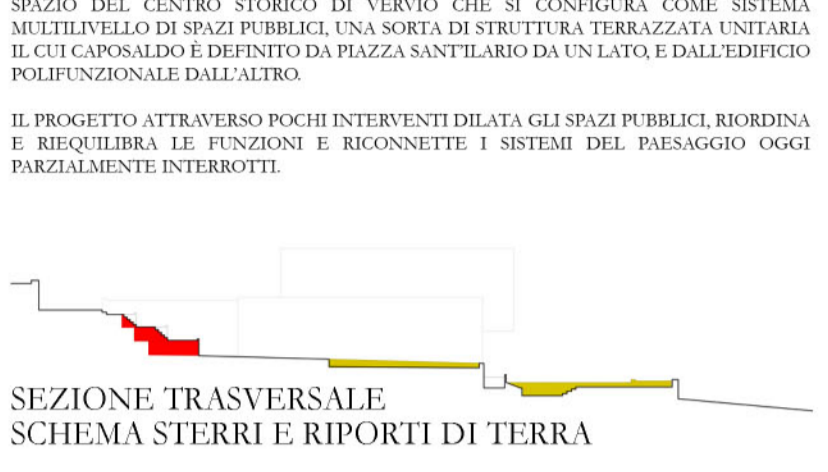 SPAZIO DEL CENTRO STORICO DI VERVIO CHE SI CONFIGURA COME SISTEMA
MULTILIVELLO DI SPAZI PUBBLICI, UNA SORTA DI STRUTTURA TERRAZZATA UNITARIA
IL CUI CAPOSALDO È DEFINITO DA PIAZZA SANT'ILARIO DA UN LATO, E DALL'EDIFICIO
POLIFUNZIONALE DALL'ALTRO.
IL PROGETTO ATTRAVERSO POCHI INTERVENTI DILATA GLI SPAZI PUBBLICI, RIORDINA
E RIEQUILIBRA LE FUNZIONI E RICONNETTE I SISTEMI DEL PAESAGGIO OGGI
PARZIALMENTE INTERROTTI.
SEZIONE TRASVERSALE
SCHEMA STERRI E RIPORTI DI TERRA